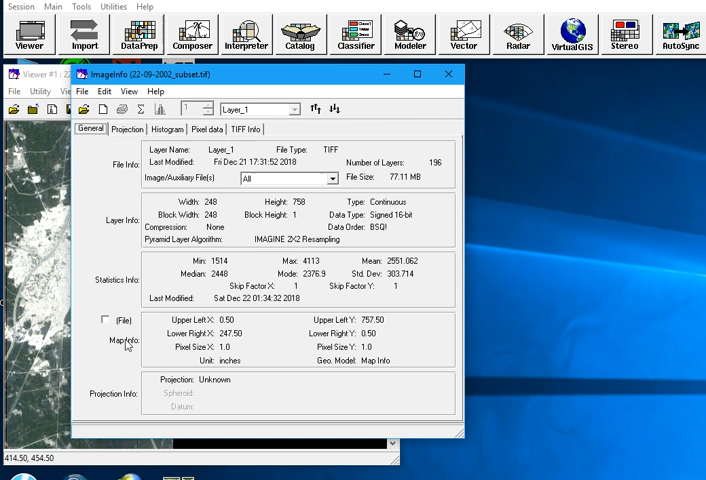 Session Main Tools Utilities Help
Viewer Import DataPrep Composer Interpreter Catalog Classifier Modeler Vector Radar VirtualGIS Stereo AutoSync
Viewer #1 : 22
ImageInfo (22-09-2002_subset.tif)
File Utility Vie
File Edit View Help
1 Layer_1
General Projection Histogram Pixel data TIFF Info
File Info:
Layer Name: Layer_1 File Type: TIFF
Last Modified: Fri Dec 21 17:31:52 2018 Number of Layers: 196
Image/Auxiliary File(s) All File Size: 77.11 MB
Layer Info:
Width: 248 Height: 758 Type: Continuous
Block Width: 248 Block Height: 1 Data Type: Signed 16-bit
Compression: None Data Order: BSQ!
Pyramid Layer Algorithm: IMAGINE 2X2 Resampling
Statistics Info:
Min: 1514 Max: 4113 Mean: 2551.062
Median: 2448 Mode: 2376.9 Std. Dev: 303.714
Skip Factor X: 1 Skip Factor Y: 1
Last Modified: Sat Dec 22 01:34:32 2018
(File)
Map Info:
Upper Left X: 0.50 Upper Left Y: 757.50
Lower Right X: 247.50 Lower Right Y: 0.50
Pixel Size X: 1.0 Pixel Size Y: 1.0
Unit: inches Geo. Model: Map Info
Projection Info:
Projection: Unknown
Spheroid:
Datum:
414.50, 454.50